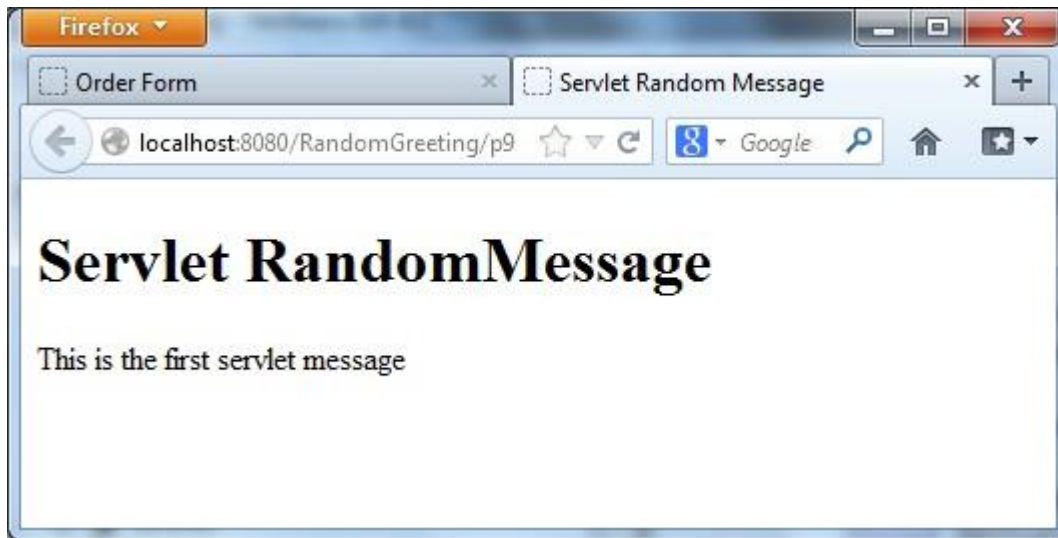 Firefox
Order Form
Servlet Random Message
localhost:8080/RandomGreeting/p9
Google
Servlet RandomMessage
This is the first servlet message